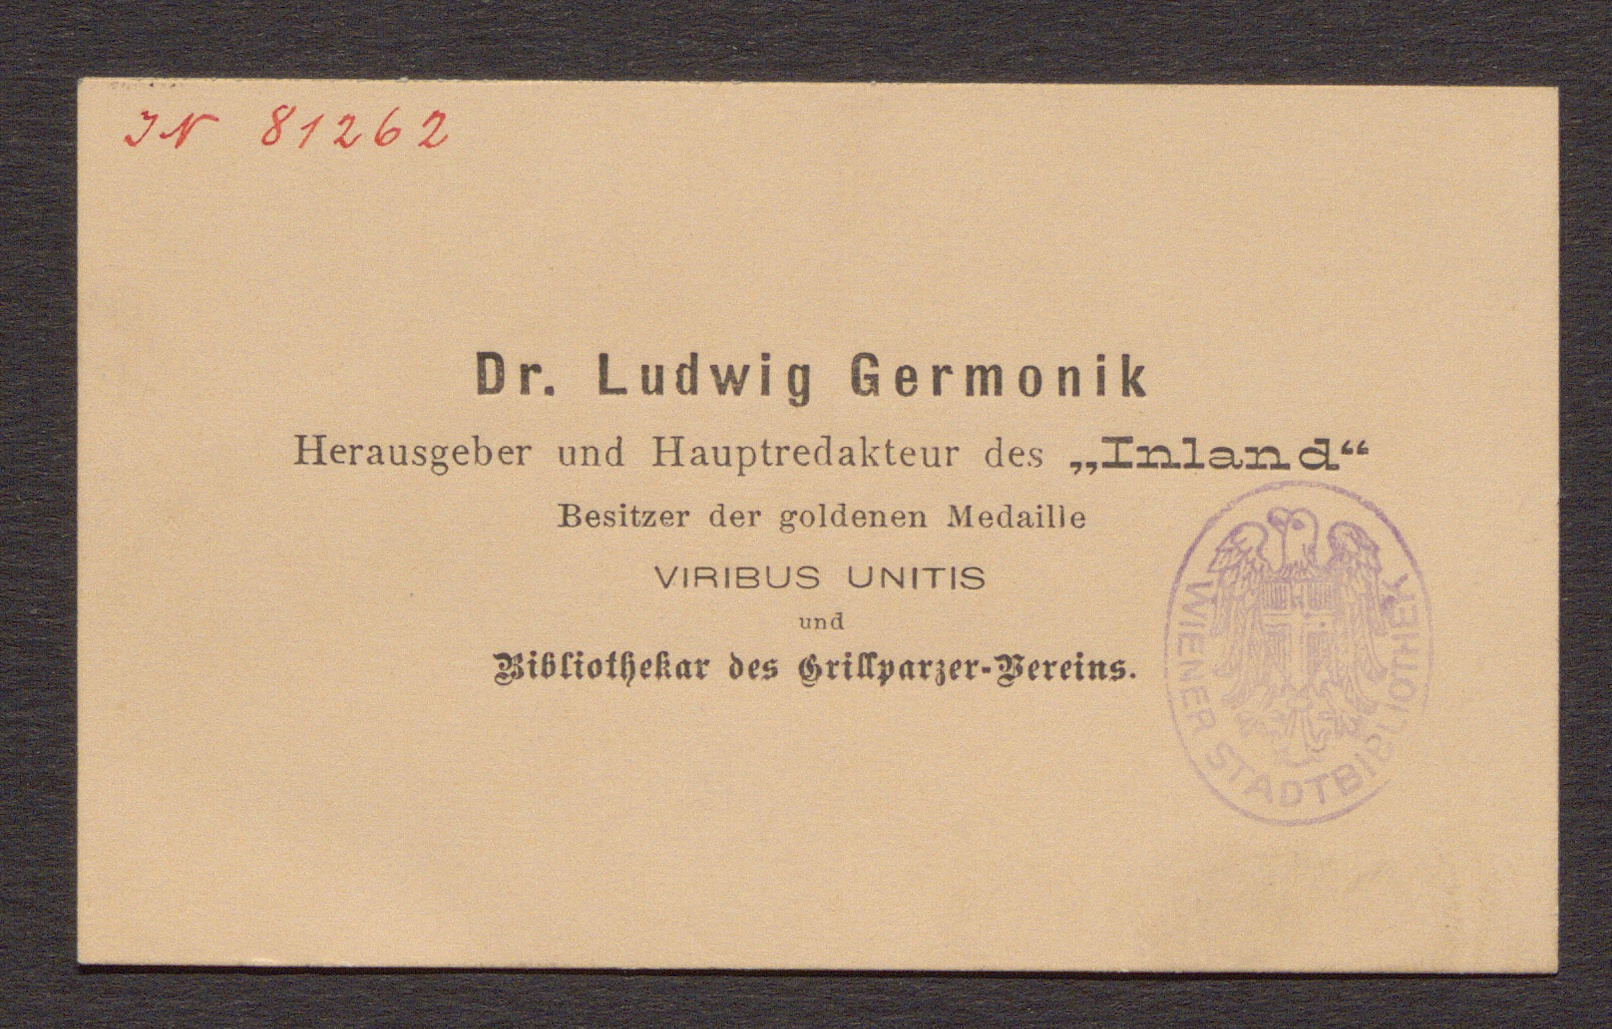 IN 81262
Dr. Ludwig Germonik
Herausgeber und Hauptredakteur des „Inland“
Besitzer der goldenen Medaille
VIRIBUS UNITIS
und
Bibliothekar des Grillparzer-Vereins.
WIENER STADTBIBLIOTHEK